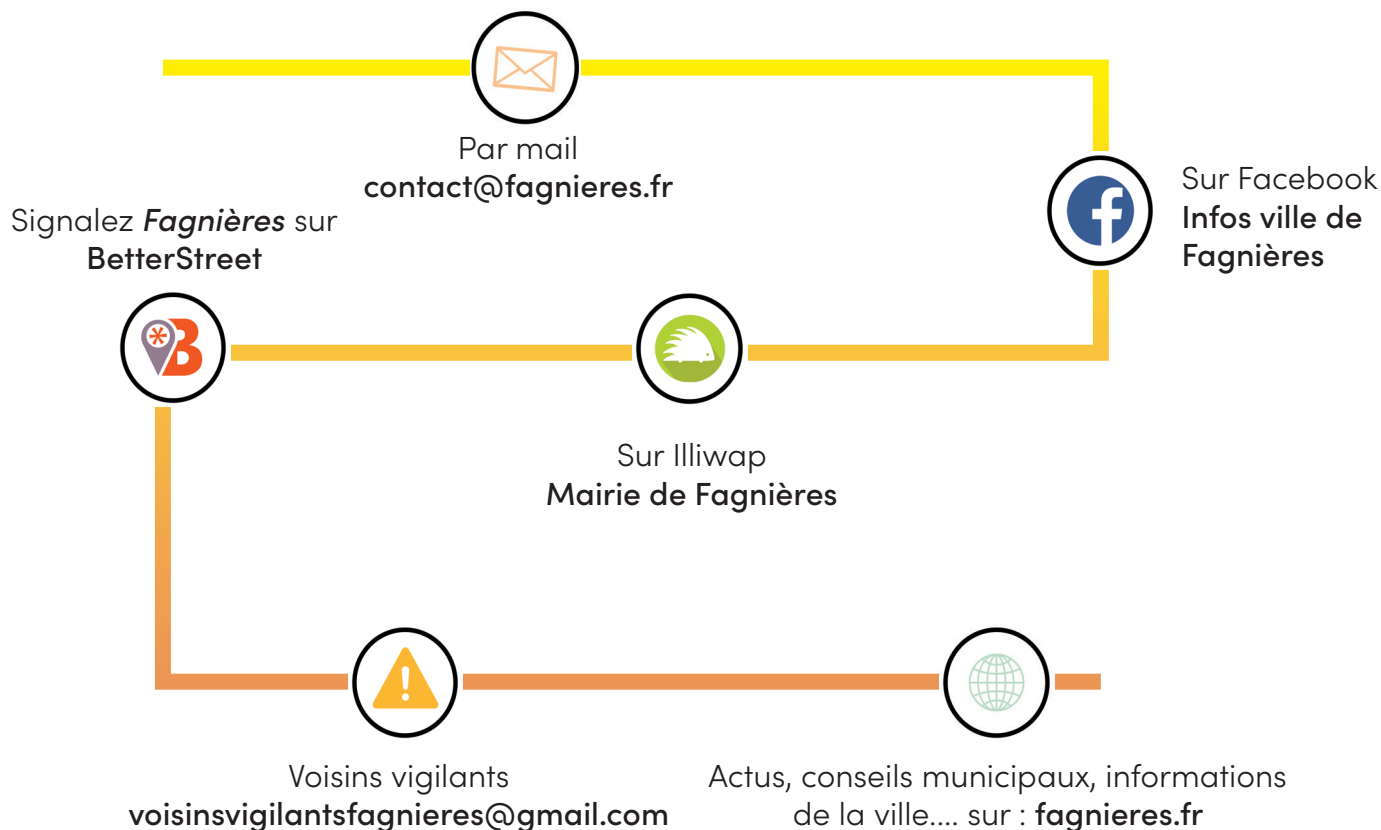 Par mail
contact@fagnieres.fr
Sur Facebook
Infos ville de
Fagnières
Signalez Fagnières sur
BetterStreet
B
Sur Illiwap
Mairie de Fagnières
Voisins vigilants
voisinsvigilantsfagnieres@gmail.com
Actus, conseils municipaux, informations
de la ville.... sur : fagnieres.fr